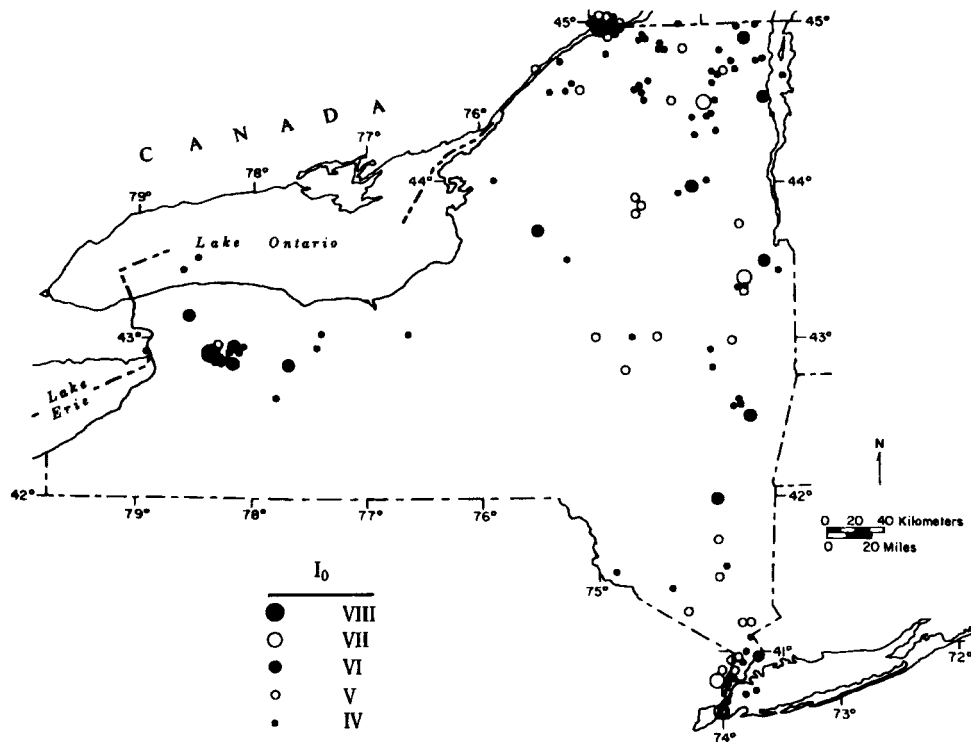 45°
L
45°
CANADA
76°
77°
78°
79°
44°
44°
Lake Ontario
43°
43°
Lake
Erie
N
42°
42°
79°
78°
77°
76°
0 20 40 Kilometers
0 20 Miles
I₀
VIII
VII
VI
V
IV
75°
41°
72°
73°
74°